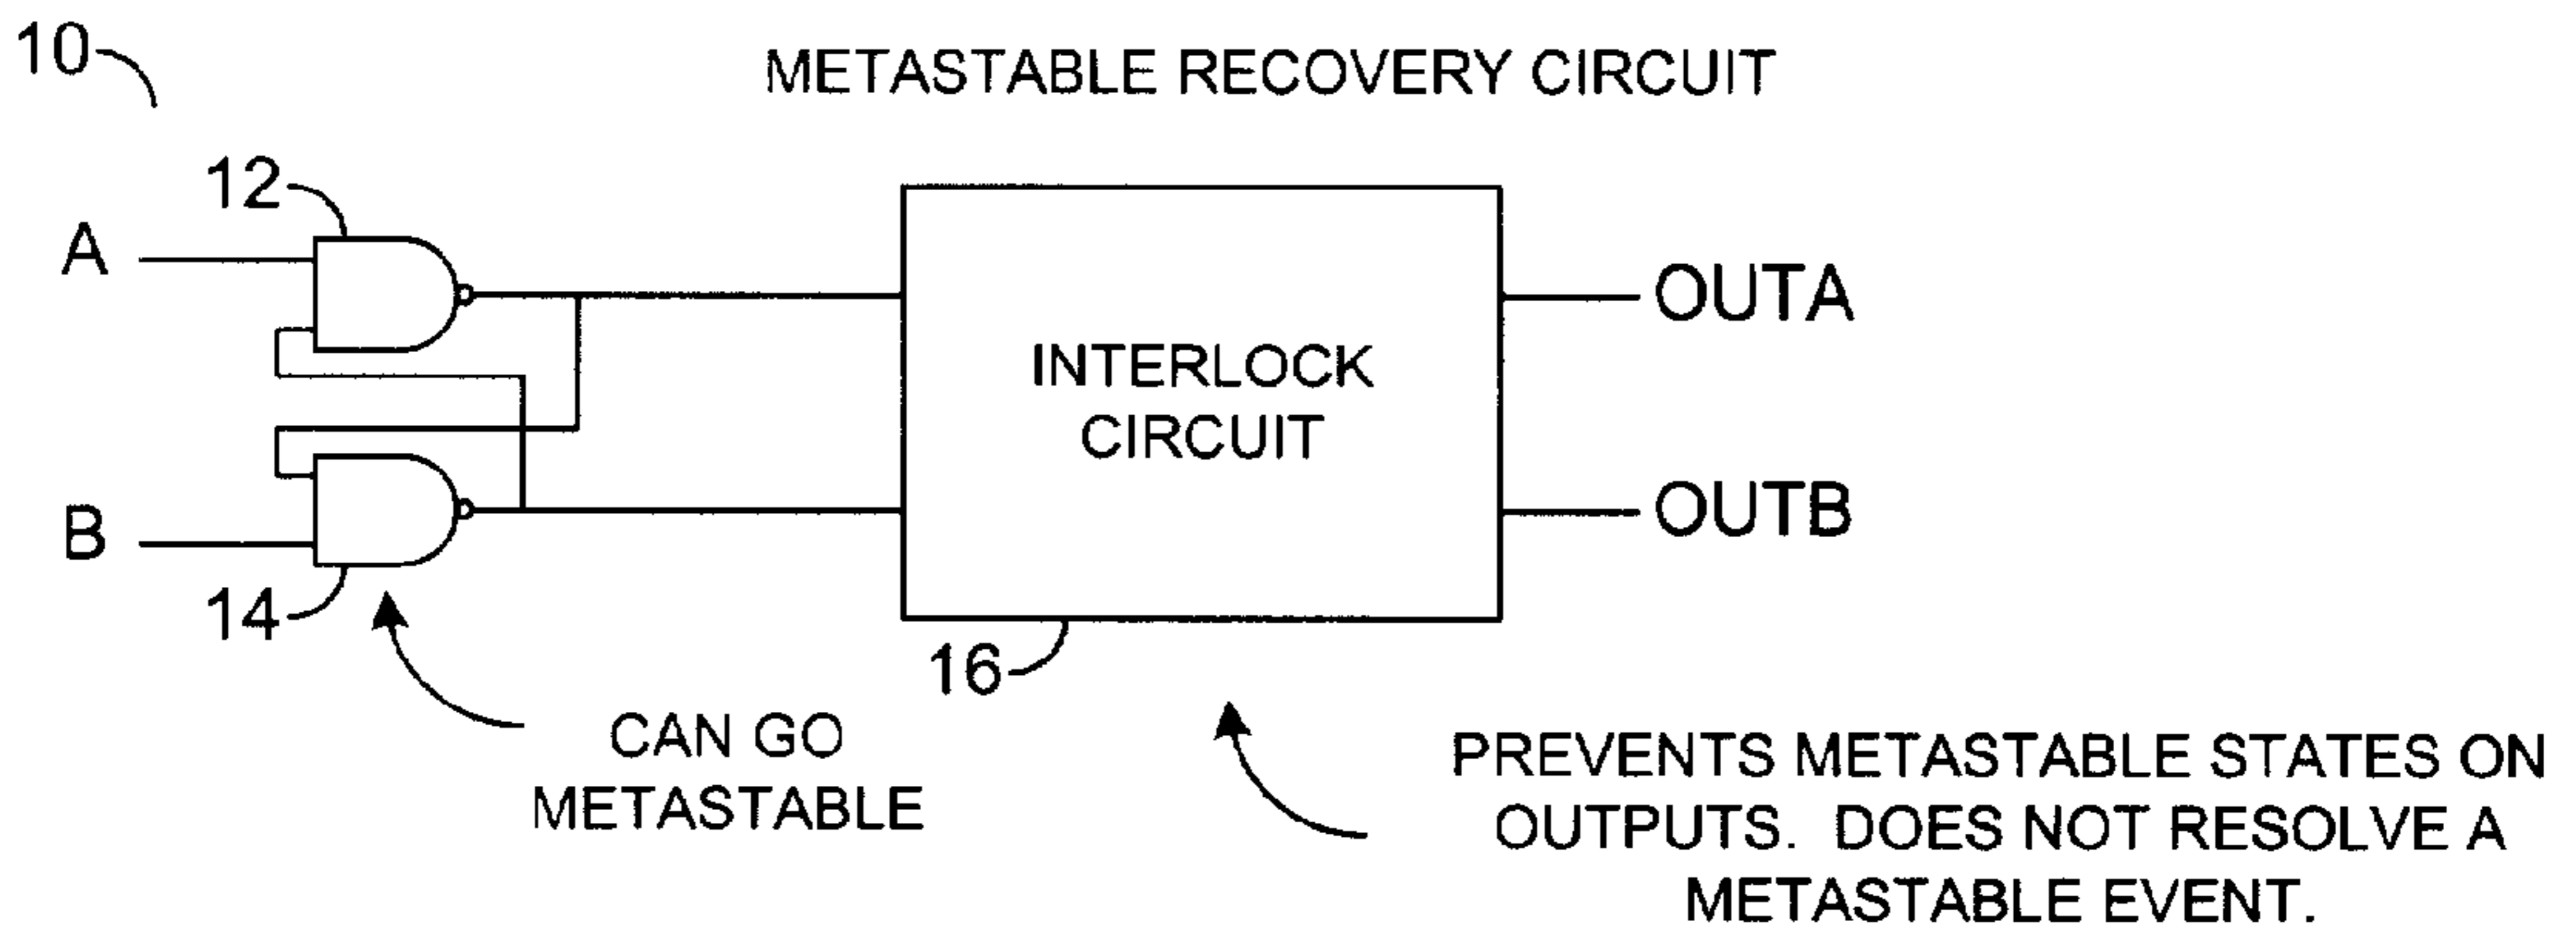 10
METASTABLE RECOVERY CIRCUIT
12
A
OUTA
INTERLOCK
CIRCUIT
B
OUTB
14
16
CAN GO
METASTABLE
PREVENTS METASTABLE STATES ON
OUTPUTS. DOES NOT RESOLVE A
METASTABLE EVENT.